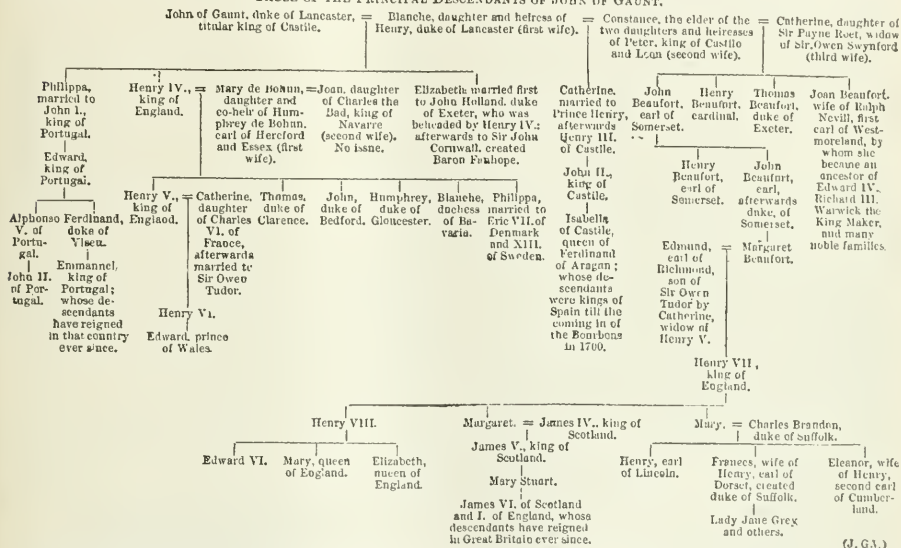 TABLE OF THE PRINCIPAL DESCENDANTS OF JOHN OF GAUNT.
John of Gaunt, duke of Lancaster,
titular king of Castile.
=
Blanche, daughter and heiress of
Henry, duke of Lancaster (first wife).
=
Constance, the elder of the
two daughters and heiresses
of Peter, king of Castile
and Leon (second wife).
=
Catherine, daughter of
Sir Payne Roet, widow
of Sir Owen Swynford
(third wife).
Philippa,
married to
John I.,
king of
Portugal.
Edward,
king of
Portugal.
Alphonso
V. of
Portu-
gal.
John II.
of Por-
tugal.
Ferdinand,
duke of
Viseu.
Emmanuel,
king of
Portugal;
whose de-
scendants
have reigned
in that country
ever since.
Henry IV.,
king of
England.
=
Mary de Bohun,
daughter and
co-heir of Hum-
phrey de Bohun,
earl of Hereford
and Essex (first
wife).
=
Joan, daughter
of Charles the
Bad, king of
Navarre
(second wife).
No issue.
Elizabeth married first
to John Holland, duke
of Exeter, who was
beheaded by Henry IV.;
afterwards to Sir John
Cornwall, created
Baron Fanhope.
Henry V.,
king of
England.
=
Catherine,
daughter
of Charles
VI. of
France,
afterwards
married to
Sir Owen
Tudor.
Thomas,
duke of
Clarence.
John,
duke of
Bedford.
Humphrey,
duke of
Gloucester.
Blanche,
duchess
of Ba-
varia.
Philippa,
married to
Eric VII. of
Denmark
and XIII.
of Sweden.
Henry VI.
Edward, prince
of Wales.
Catherine,
married to
Prince Henry,
afterwards
Henry III.
of Castile.
John II.,
king of
Castile.
Isabella
of Castile,
queen of
Ferdinand
of Aragon;
whose de-
scendants
were kings of
Spain till the
coming in of
the Bourbons
in 1700.
John
Beaufort,
earl of
Somerset.
Henry
Beaufort,
cardinal.
Thomas
Beaufort,
duke of
Exeter.
Joan Beaufort,
wife of Ralph
Nevill, first
earl of West-
moreland, by
whom she
became an
ancestor of
Edward IV.,
Richard III.,
Warwick the
King Maker,
and many
noble families.
Henry
Beaufort,
earl of
Somerset.
John
Beaufort,
earl,
afterwards
duke, of
Somerset.
Edmund,
earl of
Richmond,
son of
Sir Owen
Tudor by
Catherine,
widow of
Henry V.
=
Margaret
Beaufort.
Henry VII.,
king of
England.
Henry VIII.
Margaret. = James IV., king of
Scotland.
Mary. = Charles Brandon,
duke of Suffolk.
Edward VI.
Mary, queen
of England.
Elizabeth,
queen of
England.
James V., king of
Scotland.
Mary Stuart.
James VI. of Scotland
and I. of England, whose
descendants have reigned
in Great Britain ever since.
Henry, earl
of Lincoln.
Frances, wife of
Henry, earl of
Dorset, created
duke of Suffolk.
Lady Jane Grey
and others.
Eleanor, wife
of Henry,
second earl
of Cumber-
land.
(J. GA.)